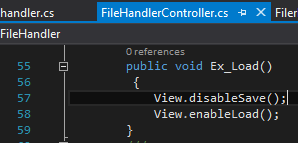 handler.cs FileHandlerController.cs Filer
FileHandler
0 references
55 public void Ex_Load()
56 {
57 View.disableSave();
58 View.enableLoad();
59 }